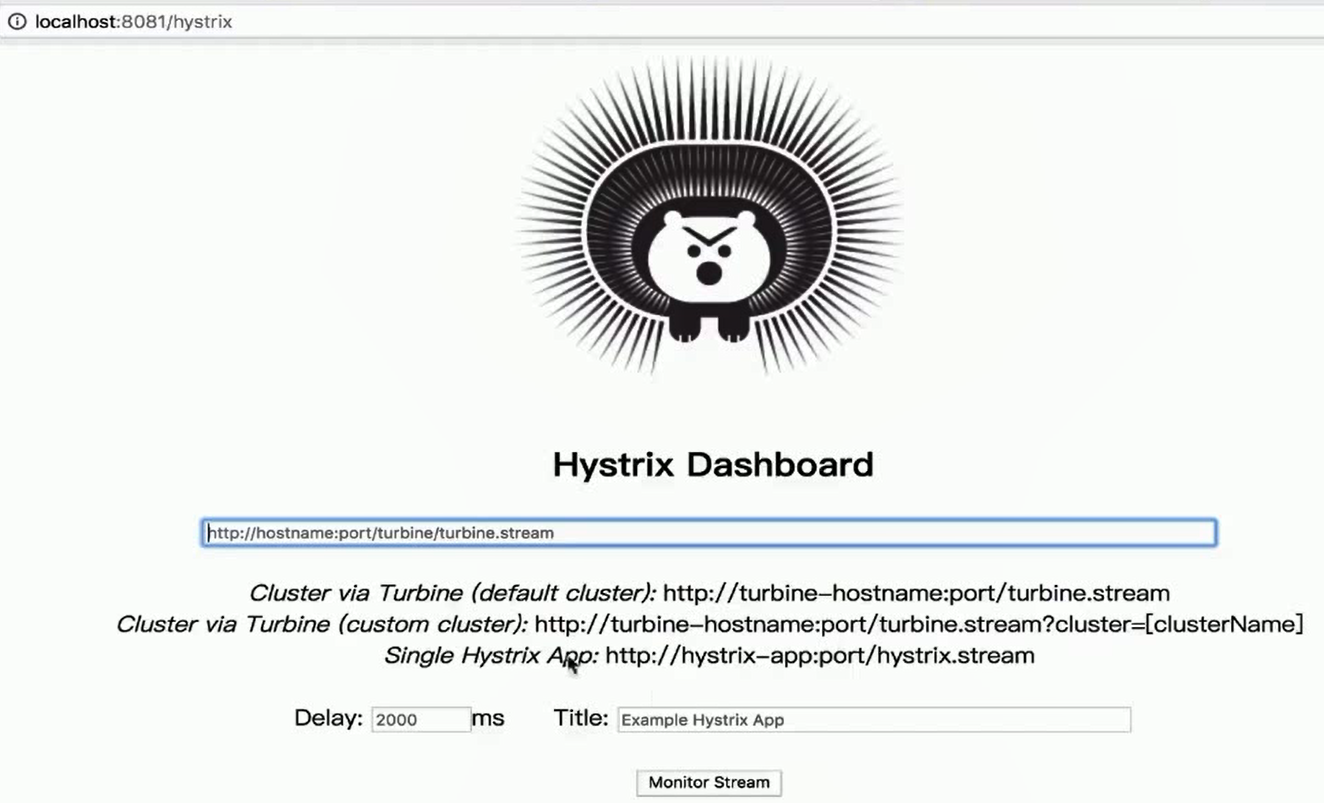 localhost:8081/hystrix
Hystrix Dashboard
http://hostname:port/turbine/turbine.stream
Cluster via Turbine (default cluster): http://turbine-hostname:port/turbine.stream
Cluster via Turbine (custom cluster): http://turbine-hostname:port/turbine.stream?cluster=[clusterName]
Single Hystrix App: http://hystrix-app:port/hystrix.stream
Delay: 2000 ms Title: Example Hystrix App
Monitor Stream